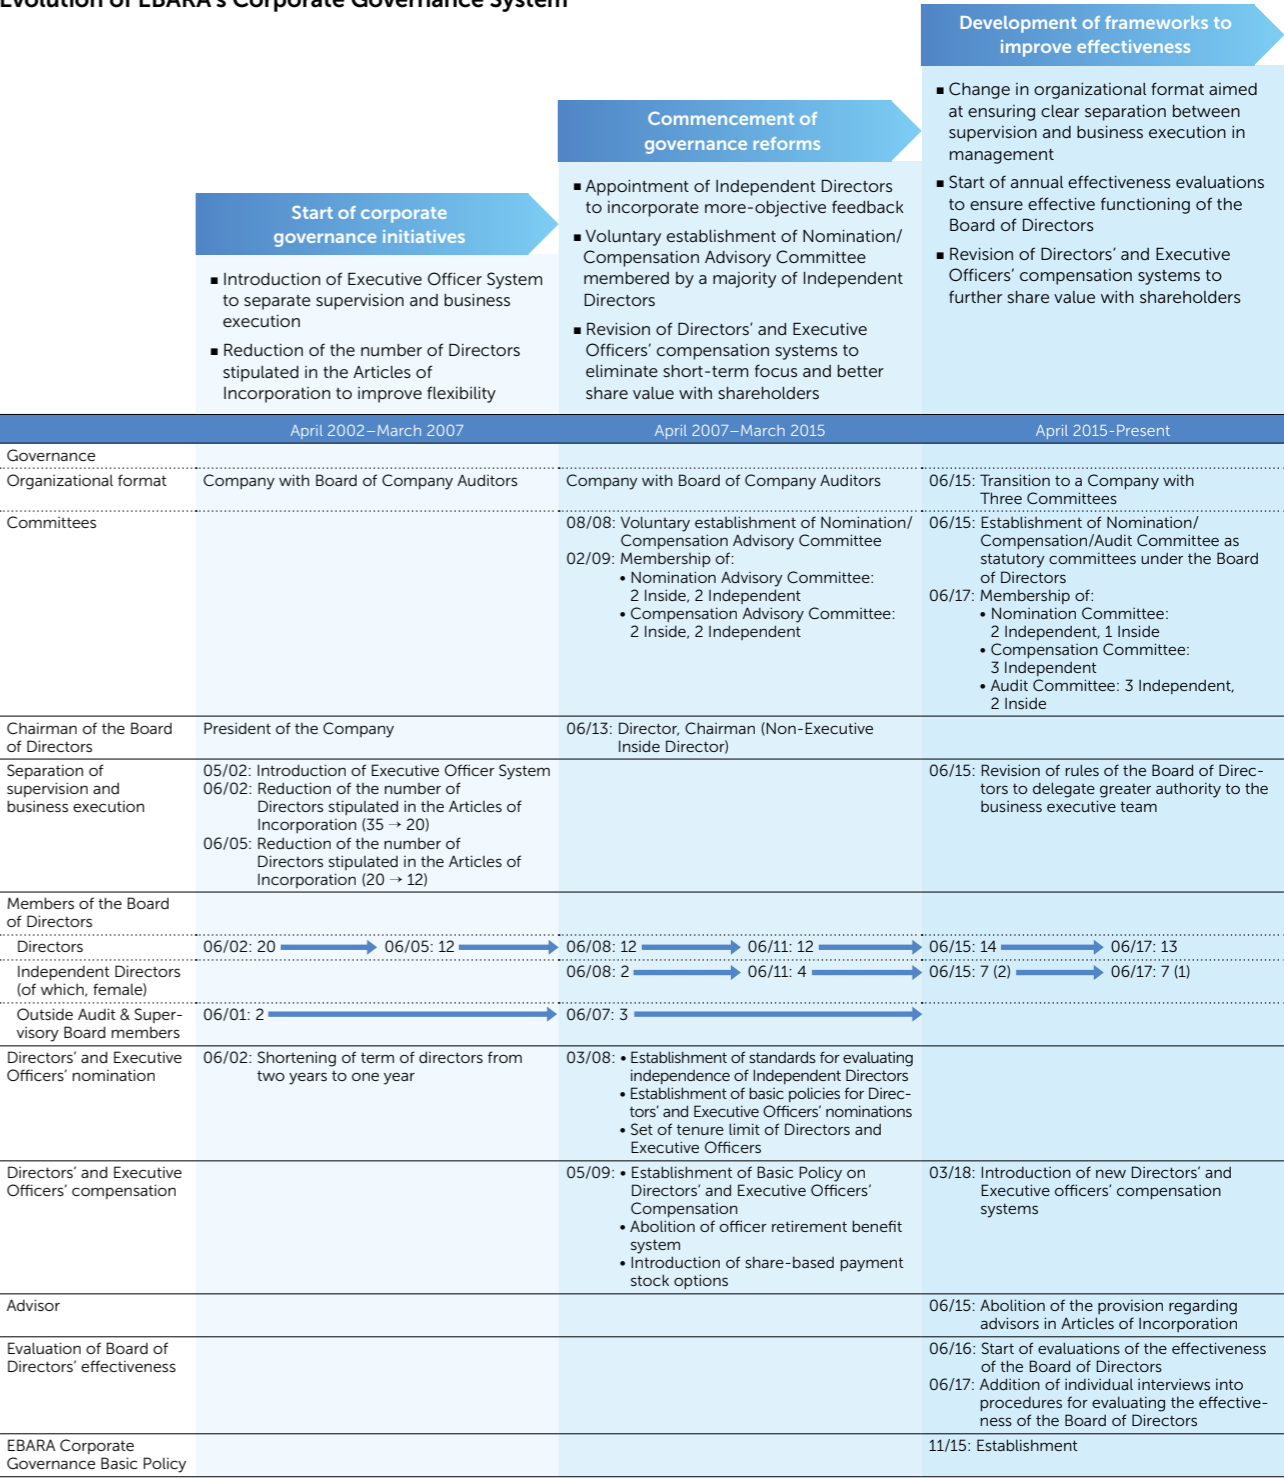 Evolution of EBARA's Corporate Governance System
Development of frameworks to
improve effectiveness
■ Change in organizational format aimed
at ensuring clear separation between
supervision and business execution in
management
■ Start of annual effectiveness evaluations
to ensure effective functioning of the
Board of Directors
■ Revision of Directors' and Executive
Officers' compensation systems to
further share value with shareholders
Commencement of
governance reforms
■ Appointment of Independent Directors
to incorporate more-objective feedback
■ Voluntary establishment of Nomination/
Compensation Advisory Committee
membered by a majority of Independent
Directors
■ Revision of Directors' and Executive
Officers' compensation systems to
eliminate short-term focus and better
share value with shareholders
Start of corporate
governance initiatives
■ Introduction of Executive Officer System
to separate supervision and business
execution
■ Reduction of the number of Directors
stipulated in the Articles of
Incorporation to improve flexibility
April 2002–March 2007
April 2007–March 2015
April 2015-Present
Governance
Organizational format
Company with Board of Company Auditors
Company with Board of Company Auditors
06/15: Transition to a Company with
Three Committees
Committees
08/08: Voluntary establishment of Nomination/
Compensation Advisory Committee
02/09: Membership of:
• Nomination Advisory Committee:
2 Inside, 2 Independent
• Compensation Advisory Committee:
2 Inside, 2 Independent
06/15: Establishment of Nomination/
Compensation/Audit Committee as
statutory committees under the Board
of Directors
06/17: Membership of:
• Nomination Committee:
2 Independent, 1 Inside
• Compensation Committee:
3 Independent
• Audit Committee: 3 Independent,
2 Inside
Chairman of the Board
of Directors
President of the Company
06/13: Director, Chairman (Non-Executive
Inside Director)
Separation of
supervision and
business execution
05/02: Introduction of Executive Officer System
06/02: Reduction of the number of
Directors stipulated in the Articles of
Incorporation (35 → 20)
06/05: Reduction of the number of
Directors stipulated in the Articles of
Incorporation (20 → 12)
06/15: Revision of rules of the Board of Direc-
tors to delegate greater authority to the
business executive team
Members of the Board
of Directors
Directors
06/02: 20
06/05: 12
06/08: 12
06/11: 12
06/15: 14
06/17: 13
Independent Directors
(of which, female)
06/08: 2
06/11: 4
06/15: 7 (2)
06/17: 7 (1)
Outside Audit & Super-
visory Board members
06/01: 2
06/07: 3
Directors' and Executive
Officers' nomination
06/02: Shortening of term of directors from
two years to one year
03/08: • Establishment of standards for evaluating
independence of Independent Directors
• Establishment of basic policies for Direc-
tors' and Executive Officers' nominations
• Set of tenure limit of Directors and
Executive Officers
Directors' and Executive
Officers' compensation
05/09: • Establishment of Basic Policy on
Directors' and Executive Officers'
Compensation
• Abolition of officer retirement benefit
system
• Introduction of share-based payment
stock options
03/18: Introduction of new Directors' and
Executive officers' compensation
systems
Advisor
06/15: Abolition of the provision regarding
advisors in Articles of Incorporation
Evaluation of Board of
Directors' effectiveness
06/16: Start of evaluations of the effectiveness
of the Board of Directors
06/17: Addition of individual interviews into
procedures for evaluating the effective-
ness of the Board of Directors
EBARA Corporate
Governance Basic Policy
11/15: Establishment